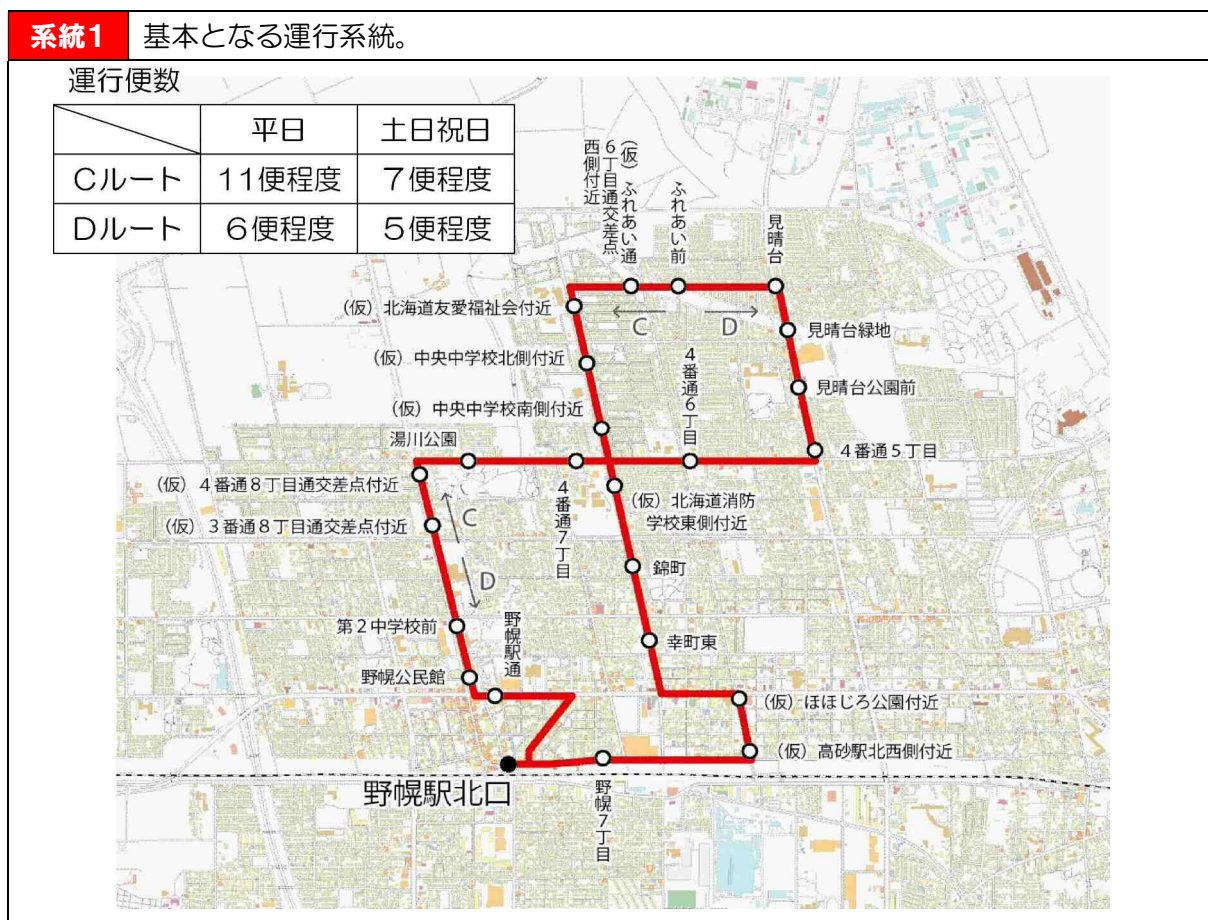 系統1 基本となる運行系統。
運行便数
平日 土日祝日
Cルート 11便程度 7便程度
Dルート 6便程度 5便程度
(仮)ふれあい通
6丁目通交差点
西側付近
ふれあい前
見晴台
(仮)北海道友愛福祉会付近
C
D
見晴台緑地
(仮)中央中学校北側付近
4番通6丁目
見晴台公園前
(仮)中央中学校南側付近
湯川公園
4番通5丁目
(仮)4番通8丁目通交差点付近
4番通7丁目
(仮)北海道消防
学校東側付近
(仮)3番通8丁目通交差点付近
C
D
錦町
第2中学校前
野幌駅通
幸町東
野幌公民館
(仮)ほほじろ公園付近
(仮)高砂駅北西側付近
野幌駅北口
野幌7丁目